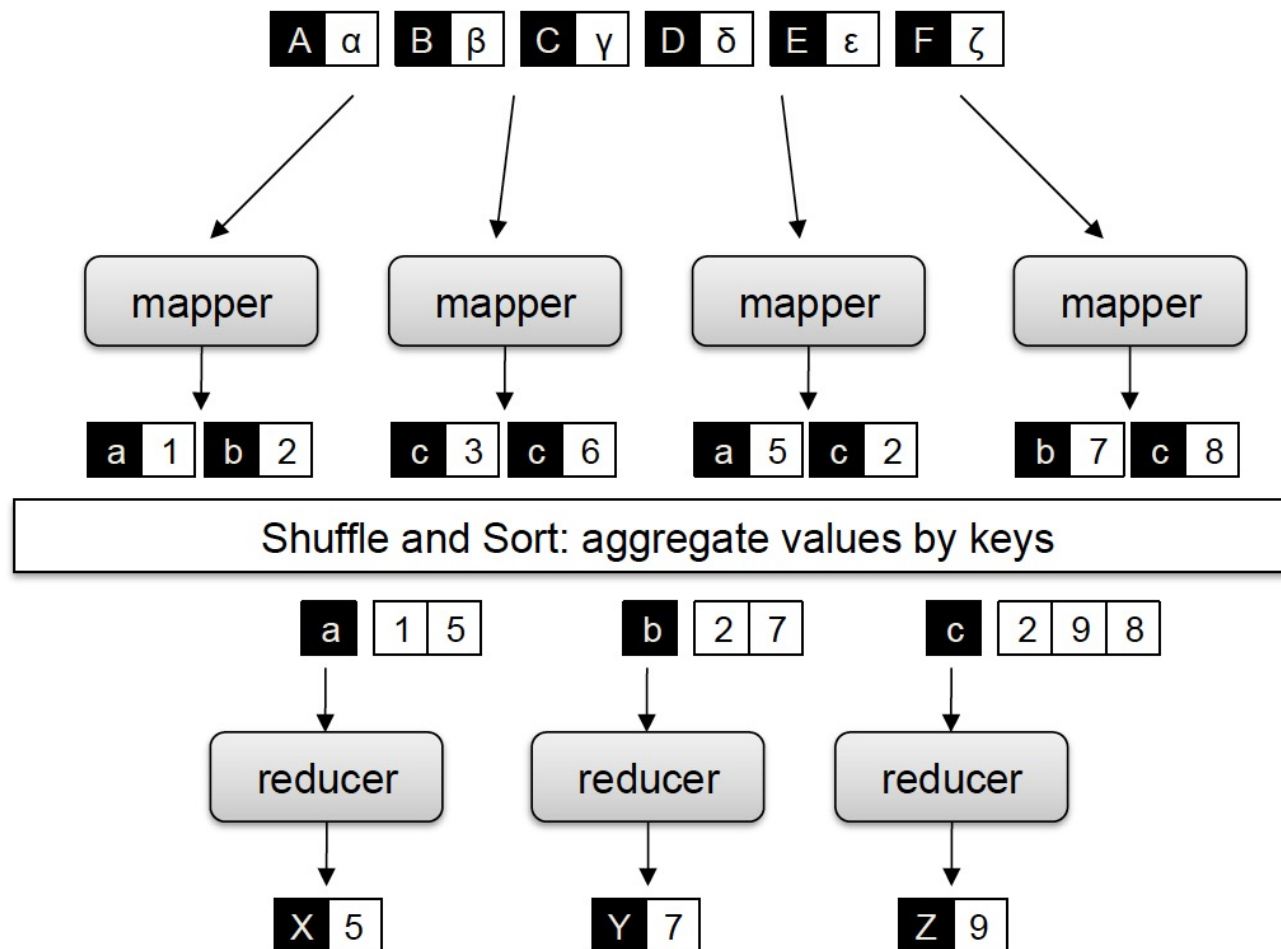 A α B β C γ D δ E ε F ζ
mapper mapper mapper mapper
a 1 b 2 c 3 c 6 a 5 c 2 b 7 c 8
Shuffle and Sort: aggregate values by keys
a 1 5 b 2 7 c 2 9 8
reducer reducer reducer
X 5 Y 7 Z 9